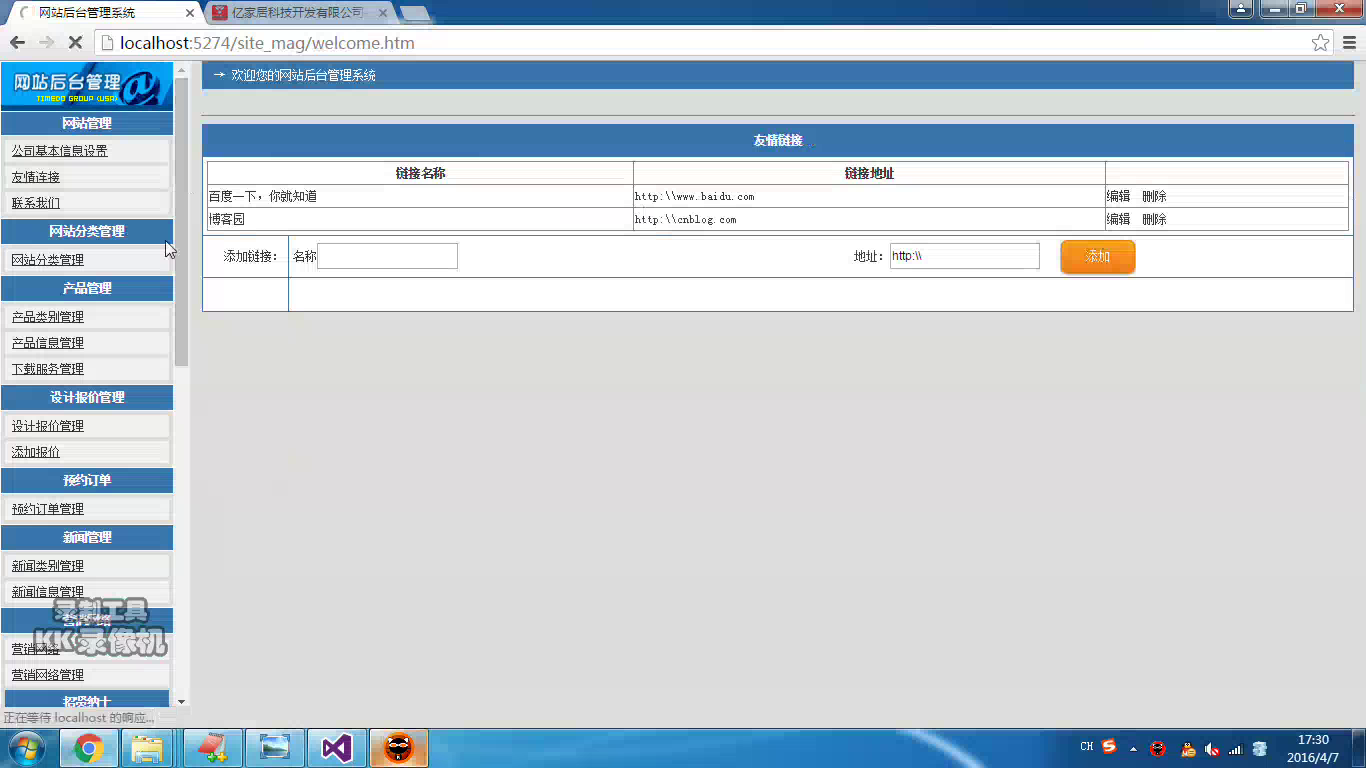 网站后台管理系统
亿家居科技开发有限公司
localhost:5274/site_mag/welcome.htm
网站后台管理
TIMEOO GROUP (USA)
→ 欢迎您的网站后台管理系统
网站管理
公司基本信息设置
友情连接
联系我们
网站分类管理
网站分类管理
产品管理
产品类别管理
产品信息管理
下载服务管理
设计报价管理
设计报价管理
添加报价
预约订单
预约订单管理
新闻管理
新闻类别管理
新闻信息管理
营销网络
营销网络管理
招贤纳士
友情链接
链接名称 链接地址
百度一下，你就知道 http:\\www.baidu.com 编辑 删除
博客园 http:\\cnblog.com 编辑 删除
添加链接： 名称 地址： http:\\ 添加
录制工具
KK录像机
正在等待 localhost 的响应...
CH
17:30
2016/4/7